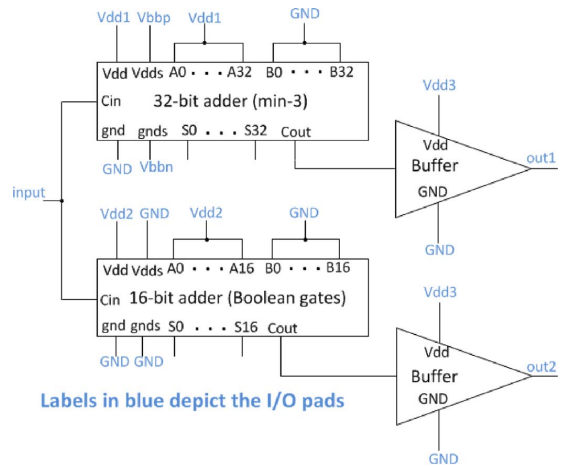 Vdd1 Vbbp Vdd1 GND
Vdd Vdds A0 · · · A32 B0 · · · B32
Cin 32-bit adder (min-3)
gnd gnds S0 . . . S32 Cout
GND Vbbn
Vdd3
Vdd
Buffer
GND
out1
GND
input
Vdd2 GND Vdd2 GND
Vdd Vdds A0 · · · A16 B0 · · · B16
Cin 16-bit adder (Boolean gates)
gnd gnds S0 . . . S16 Cout
GND GND
Vdd3
Vdd
Buffer
GND
out2
GND
Labels in blue depict the I/O pads